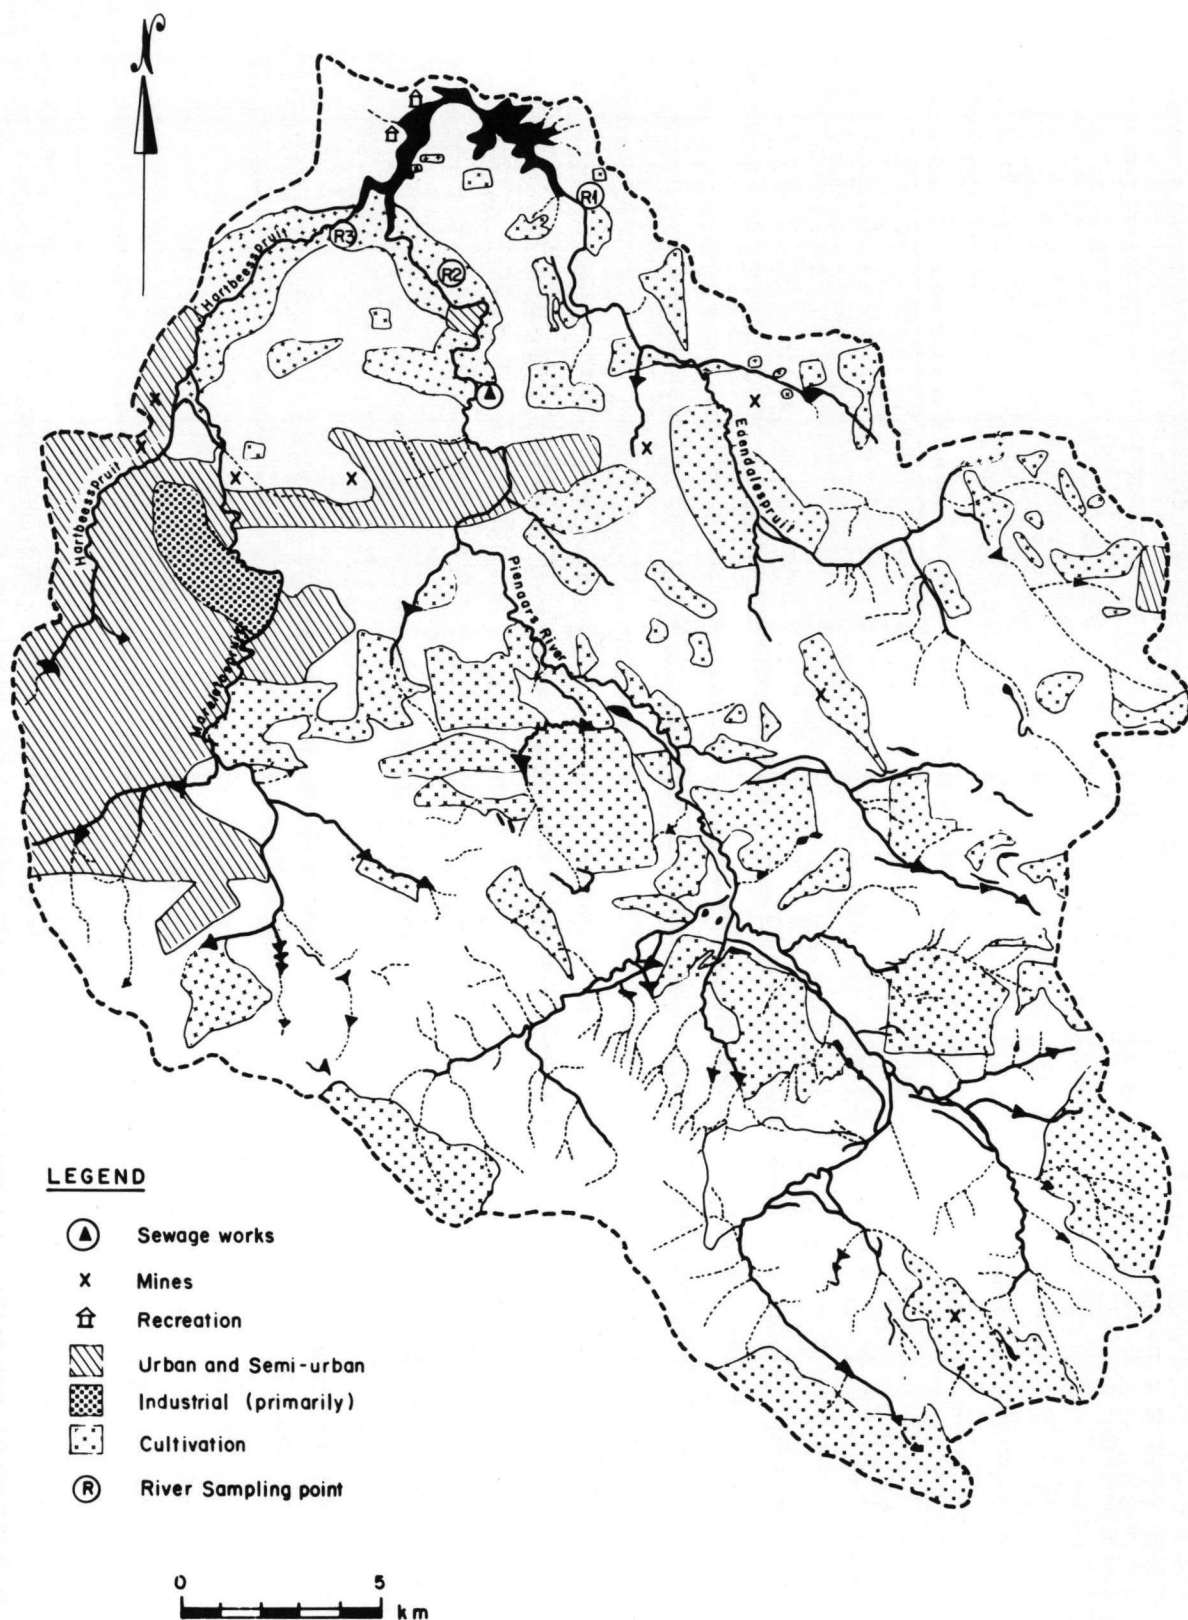 N
R1
R3
R2
Hartbeesspruit
Hartbeesspruit
Edendalespruit
Pienaars River
LEGEND
Sewage works
X Mines
Recreation
Urban and Semi-urban
Industrial (primarily)
Cultivation
R River Sampling point
0 5
km